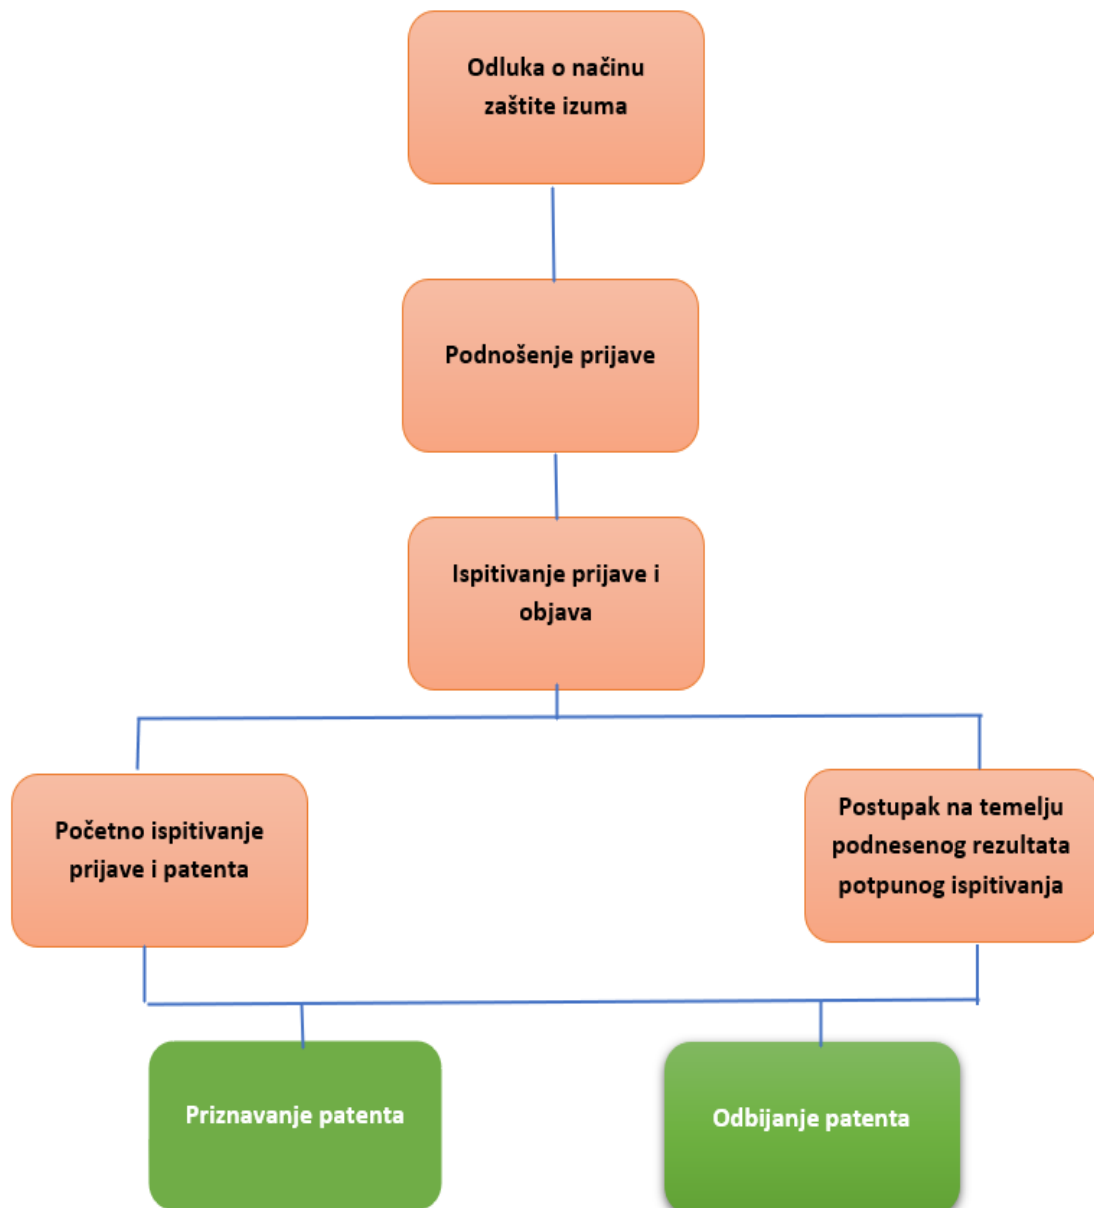 Odluka o načinu
zaštite izuma
Podnošenje prijave
Ispitivanje prijave i
objava
Početno ispitivanje
prijave i patenta
Postupak na temelju
podnesenog rezultata
potpunog ispitivanja
Priznavanje patenta
Odbijanje patenta